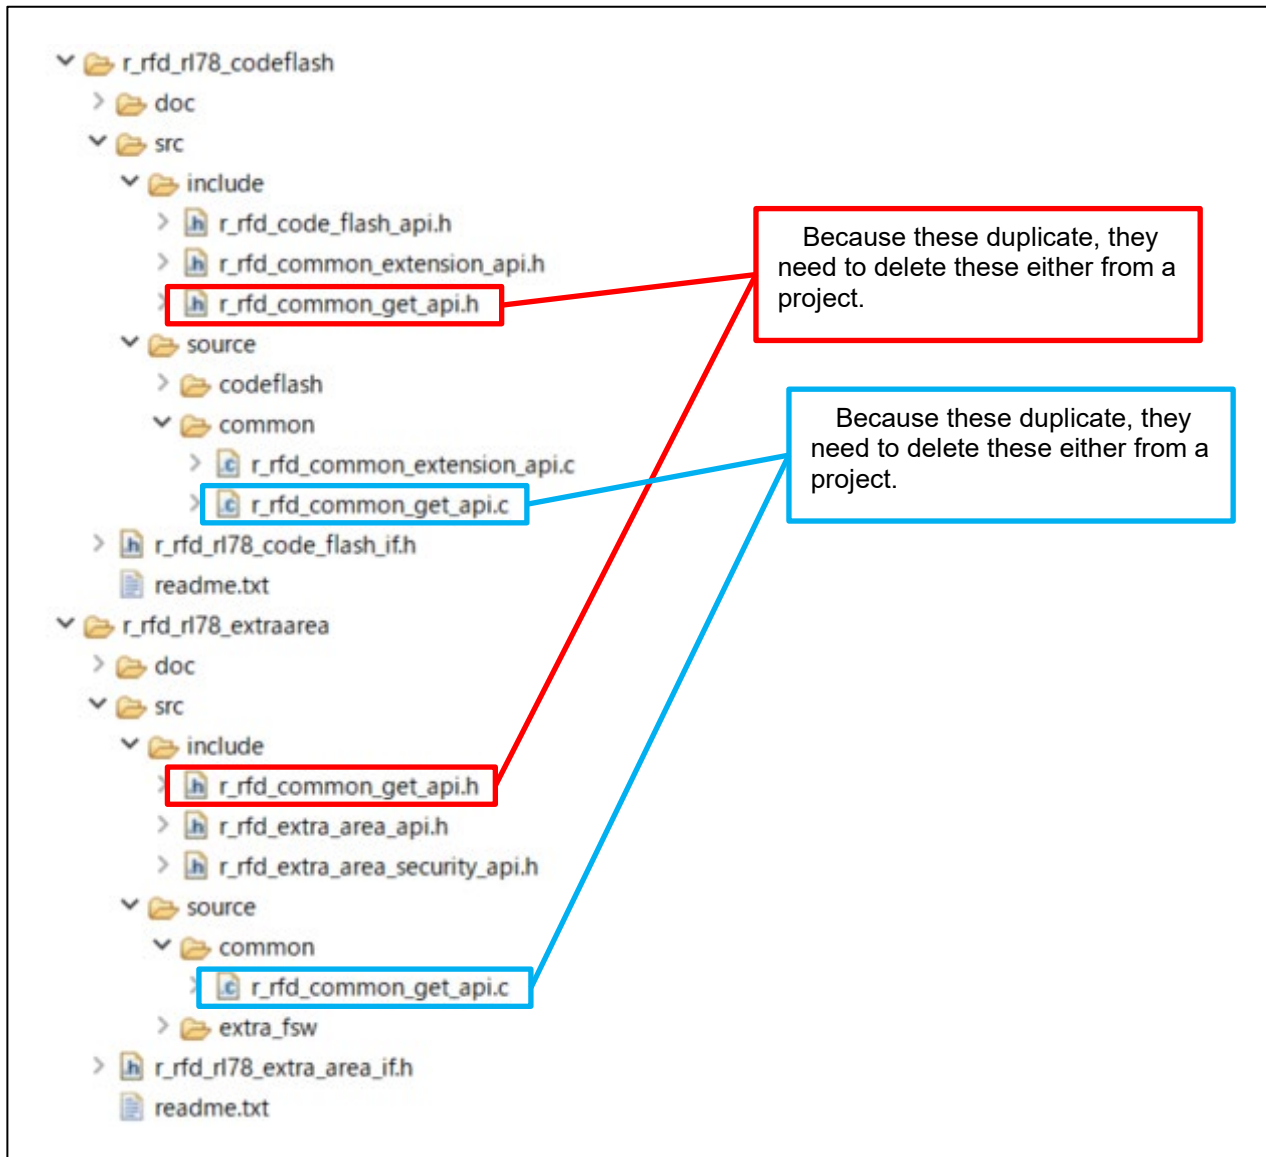 r_rfd_rl78_codeflash
doc
src
include
r_rfd_code_flash_api.h
r_rfd_common_extension_api.h
r_rfd_common_get_api.h
source
codeflash
common
r_rfd_common_extension_api.c
r_rfd_common_get_api.c
r_rfd_rl78_code_flash_if.h
readme.txt
r_rfd_rl78_extraarea
doc
src
include
r_rfd_common_get_api.h
r_rfd_extra_area_api.h
r_rfd_extra_area_security_api.h
source
common
r_rfd_common_get_api.c
extra_fsw
r_rfd_rl78_extra_area_if.h
readme.txt
Because these duplicate, they
need to delete these either from a
project.
Because these duplicate, they
need to delete these either from a
project.